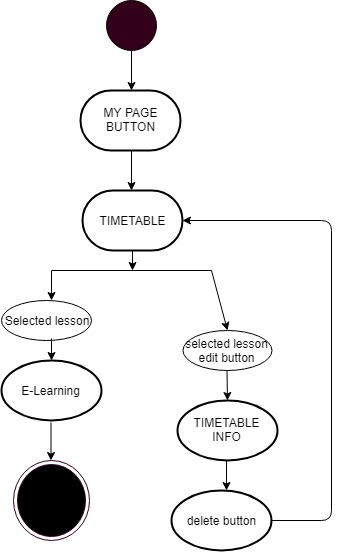 MY PAGE
BUTTON
TIMETABLE
Selected lesson
selected lesson
edit button
E-Learning
TIMETABLE
INFO
delete button